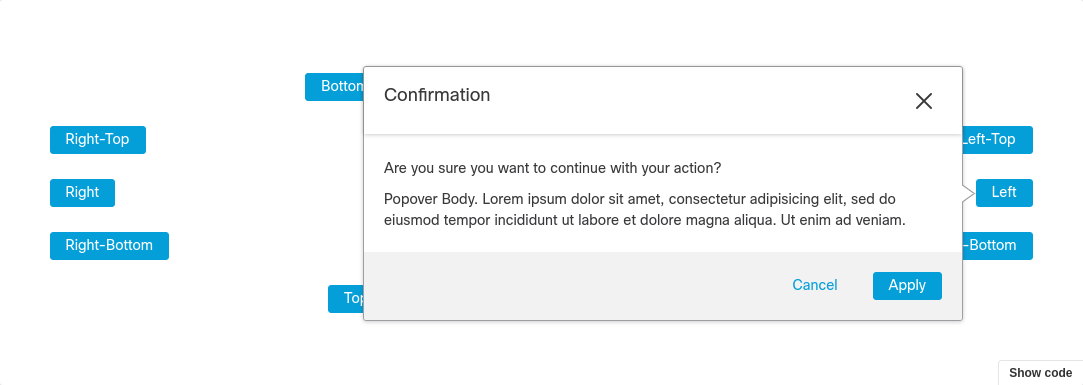 Confirmation
Right-Top
Left-Top
Are you sure you want to continue with your action?
Right
Popover Body. Lorem ipsum dolor sit amet, consectetur adipisicing elit, sed do
Left
eiusmod tempor incididunt ut labore et dolore magna aliqua. Ut enim ad veniam.
Right-Bottom
-Bottom
Cancel
Apply
Show code